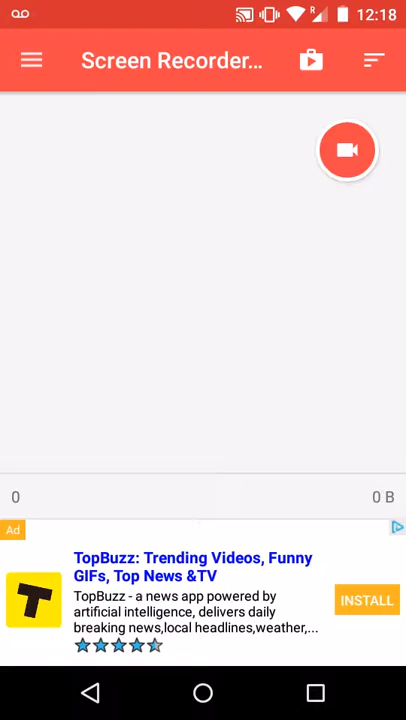 R
12:18
Screen Recorder...
0
0 B
Ad
TopBuzz: Trending Videos, Funny
GIFs, Top News &TV
TopBuzz - a news app powered by
artificial intelligence, delivers daily
breaking news,local headlines,weather,...
T
INSTALL